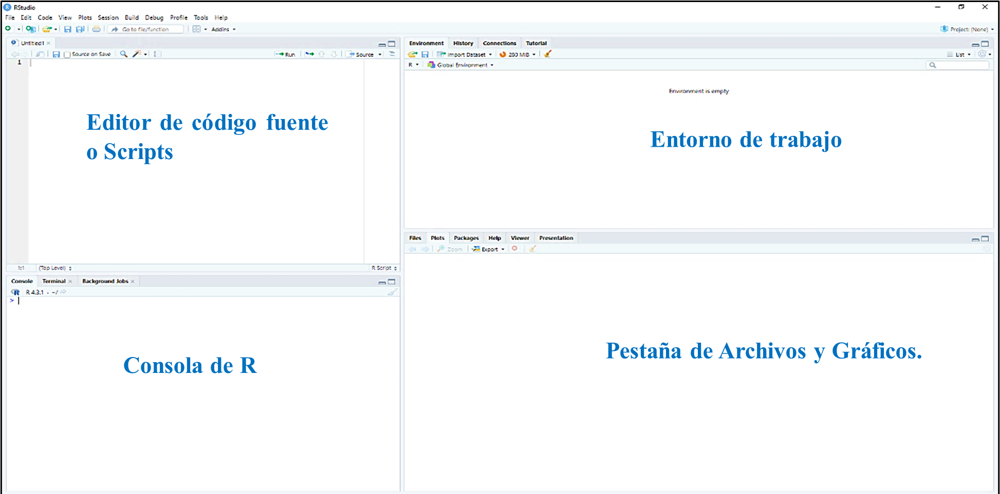 RStudio
File Edit Code View Plots Session Build Debug Profile Tools Help
Go to file/function Addins
Project: (None)
Untitled1
Source on Save Run Source
1
Editor de código fuente
o Scripts
1:1 (Top Level) R Script
Console Terminal Background Jobs
R 4.3.1 · ~/
>
Consola de R
Environment History Connections Tutorial
Import Dataset 280 MiB List
R Global Environment
Environment is empty
Entorno de trabajo
Files Plots Packages Help Viewer Presentation
Zoom Export
Pestaña de Archivos y Gráficos.